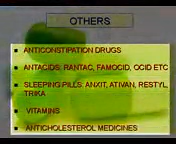 OTHERS
ANTICONSTIPATION DRUGS
ANTACIDS: RANTAC, FAMOCID, OCID ETC
SLEEPING PILLS: ANXIT, ATIVAN, RESTYL,
TRIKA
VITAMINS
ANTICHOLESTEROL MEDICINES